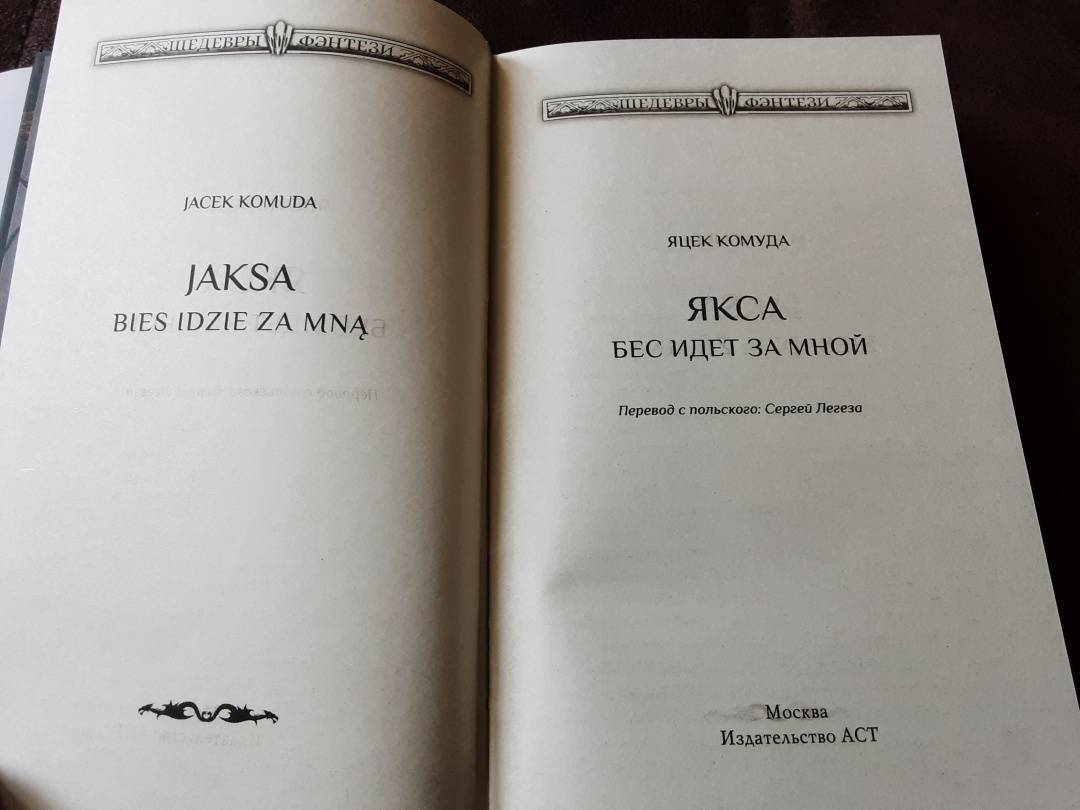 ШЕДЕВРЫ ФЭНТЕЗИ
JACEK KOMUDA
JAKSA
BIES IDZIE ZA MNĄ
ШЕДЕВРЫ ФЭНТЕЗИ
ЯЦЕК КОМУДА
ЯКСА
БЕС ИДЕТ ЗА МНОЙ
Перевод с польского: Сергей Легеза
Москва
Издательство АСТ